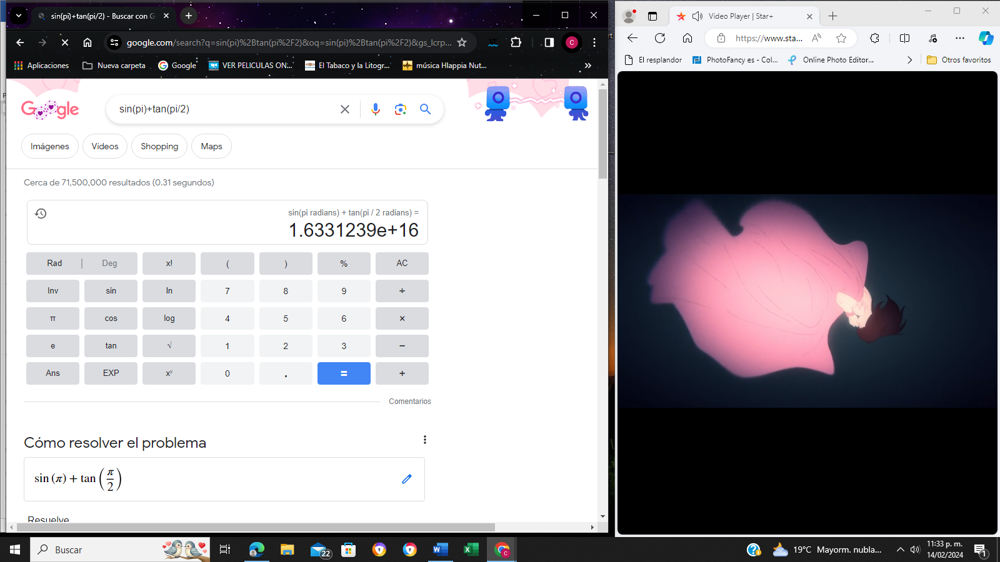 sin(pi)+tan(pi/2) - Buscar con G
google.com/search?q=sin(pi)%2Btan(pi%2F2)&oq=sin(pi)%2Btan(pi%2F2)&gs_lcrp...
Aplicaciones
Nueva carpeta
Google
VER PELICULAS ON...
El Tabaco y la Litogr...
música Hlappia Nut...
»
Google
sin(pi)+tan(pi/2)
Imágenes
Vídeos
Shopping
Maps
Cerca de 71,500,000 resultados (0.31 segundos)
sin(pi radians) + tan(pi / 2 radians) =
1.6331239e+16
Rad | Deg x! ( ) % AC
Inv sin ln 7 8 9 ÷
π cos log 4 5 6 ×
e tan √ 1 2 3 −
Ans EXP xʸ 0 . = +
Comentarios
Cómo resolver el problema
sin (π) + tan (π/2)
Resuelve
Video Player | Star+
https://www.sta...
El resplandor
PhotoFancy es - Col...
Online Photo Editor...
Otros favoritos
Buscar
22
19°C Mayorm. nubla...
11:33 p. m.
14/02/2024
1